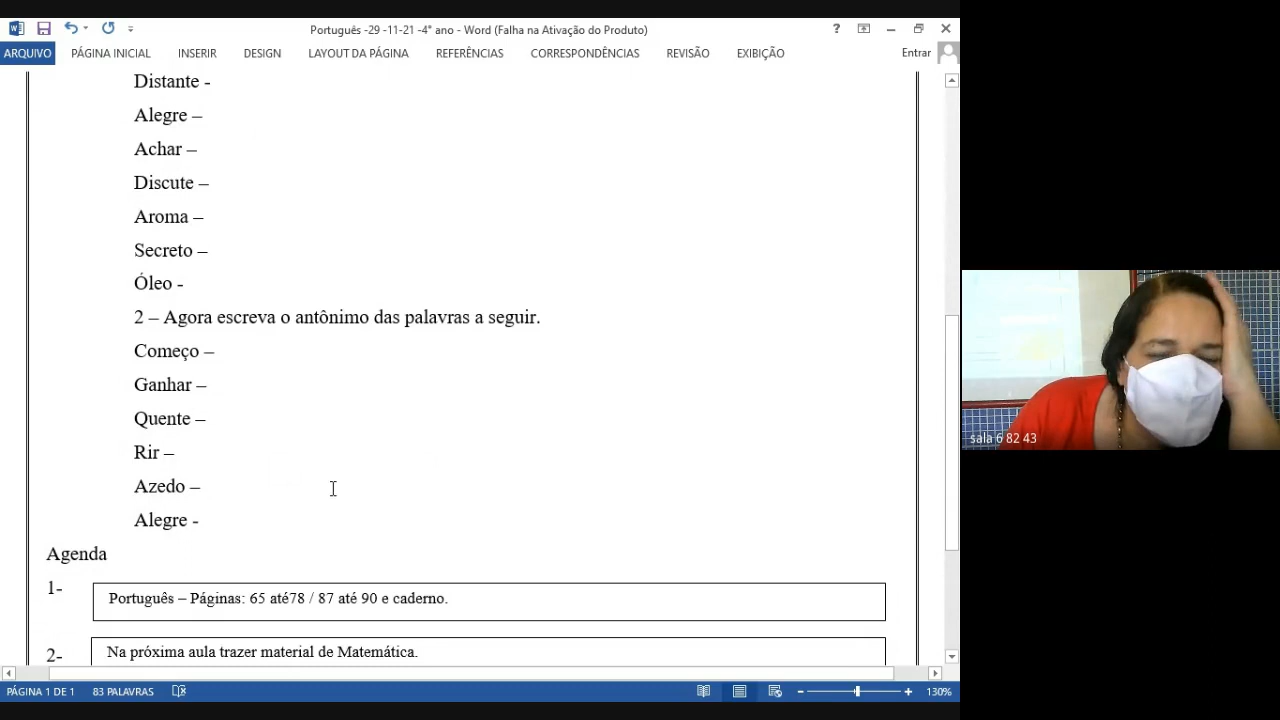 Português -29 -11-21 -4° ano - Word (Falha na Ativação do Produto)
ARQUIVO PÁGINA INICIAL INSERIR DESIGN LAYOUT DA PÁGINA REFERÊNCIAS CORRESPONDÊNCIAS REVISÃO EXIBIÇÃO Entrar
Distante -
Alegre –
Achar –
Discute –
Aroma –
Secreto –
Óleo -
2 – Agora escreva o antônimo das palavras a seguir.
Começo –
Ganhar –
Quente –
Rir –
Azedo –
Alegre -
Agenda
1- Português – Páginas: 65 até78 / 87 até 90 e caderno.
2- Na próxima aula trazer material de Matemática.
PÁGINA 1 DE 1 83 PALAVRAS 130%
sala 6 82 43